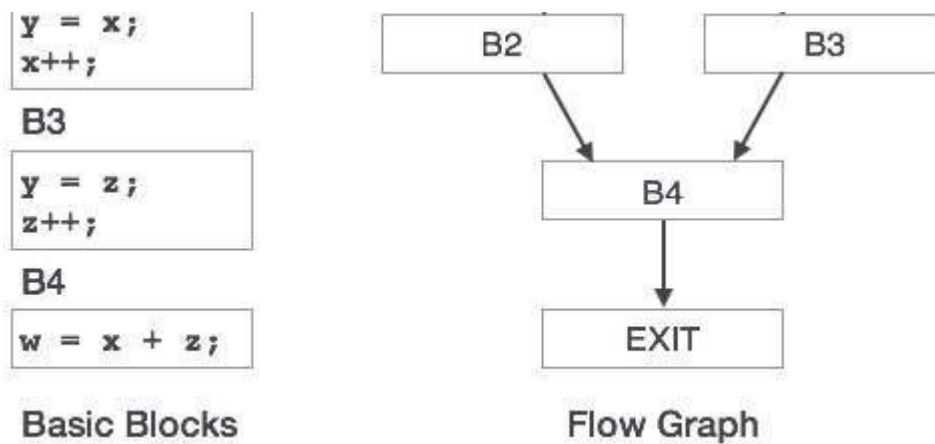 y = x;
x++;
B3
y = z;
z++;
B4
w = x + z;
Basic Blocks
B2
B3
B4
EXIT
Flow Graph